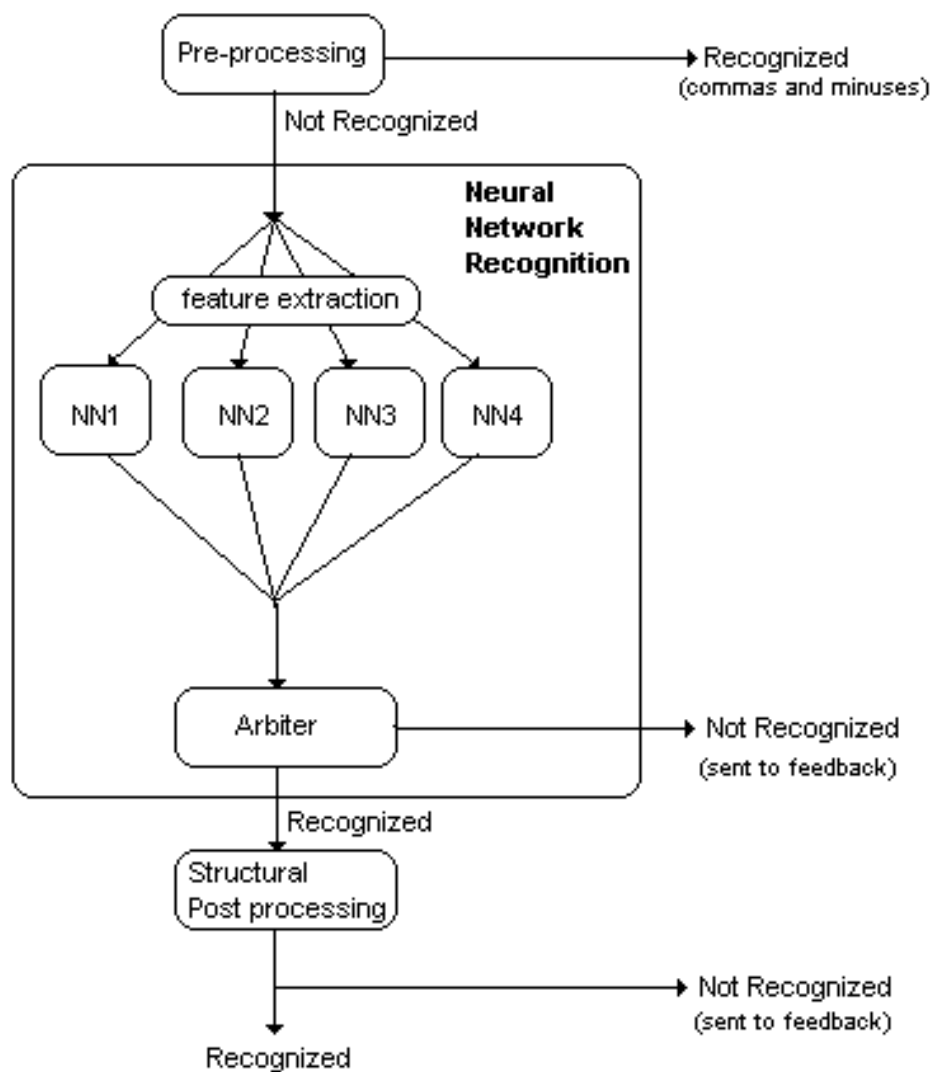 Pre-processing
Recognized
(commas and minuses)
Not Recognized
Neural
Network
Recognition
feature extraction
NN1
NN2
NN3
NN4
Arbiter
Not Recognized
(sent to feedback)
Recognized
Structural
Post processing
Not Recognized
(sent to feedback)
Recognized